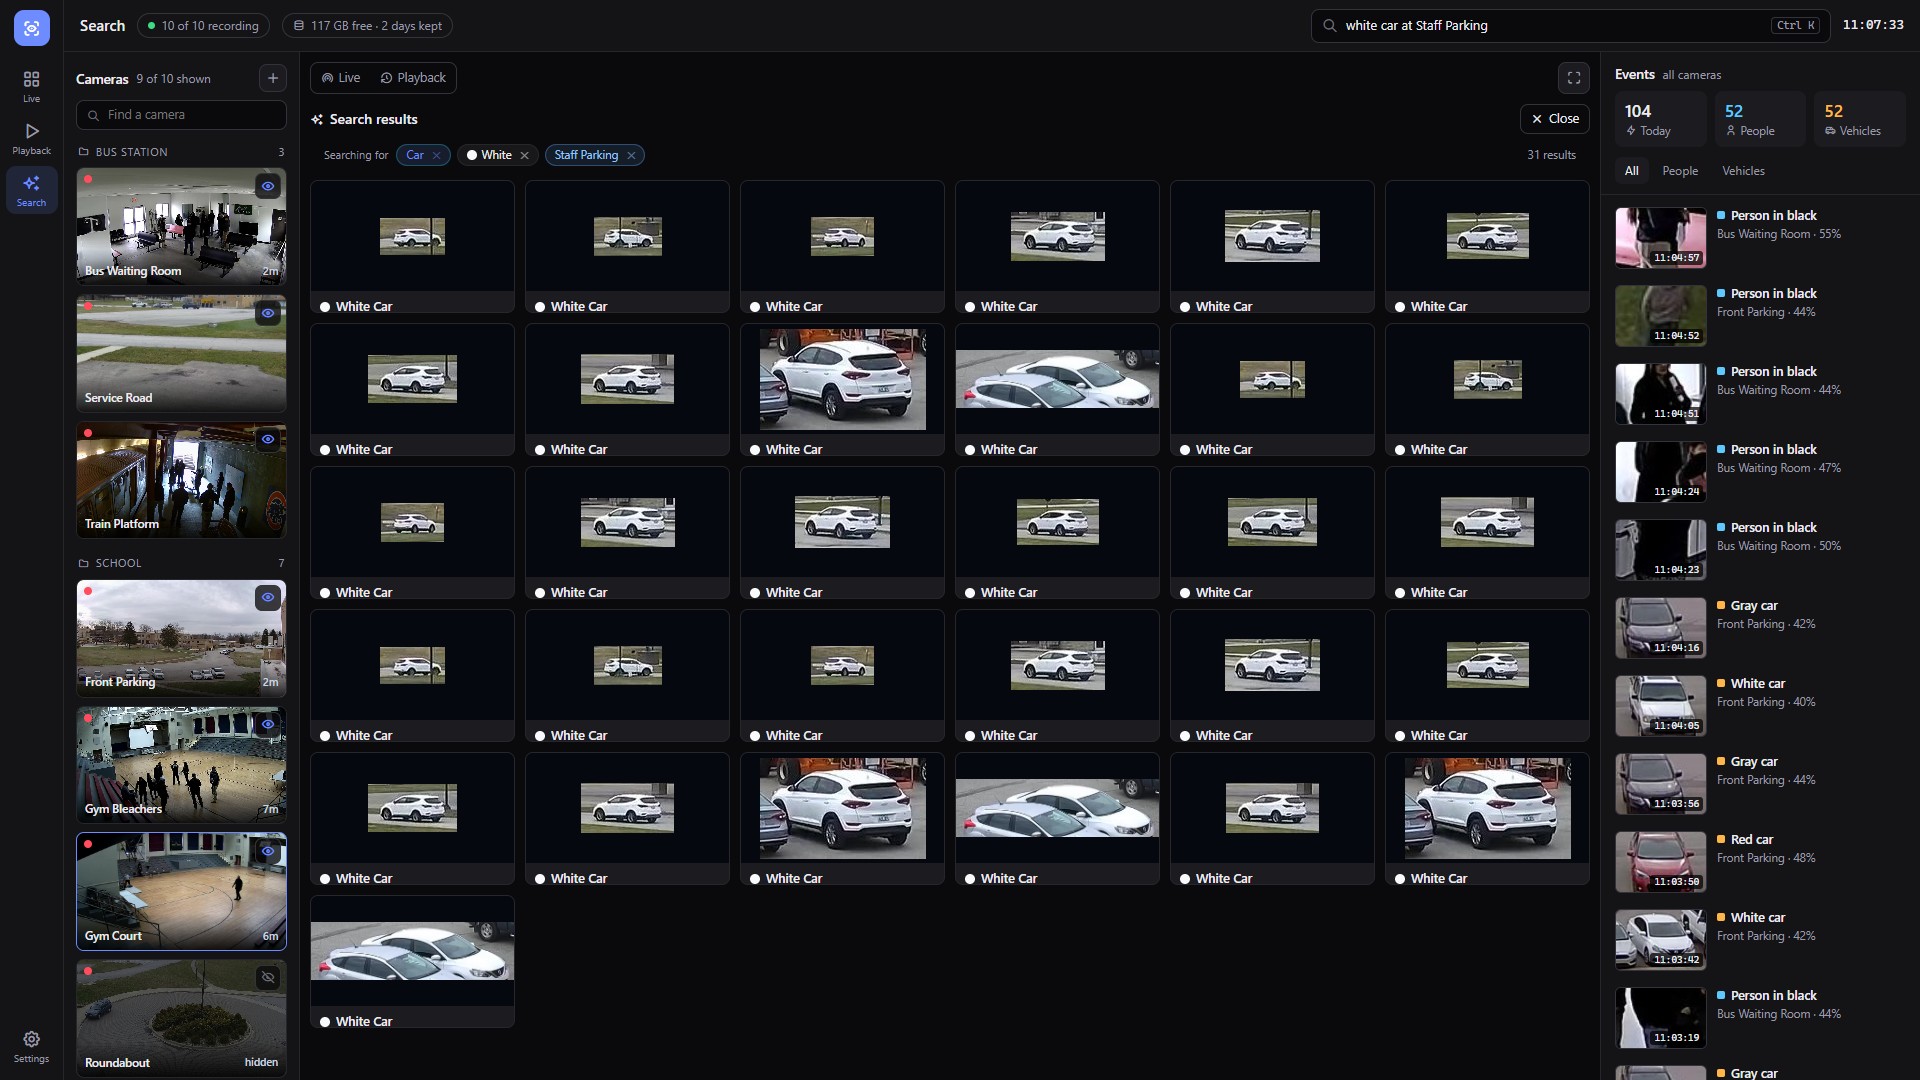 Search
10 of 10 recording
117 GB free · 2 days kept
white car at Staff Parking
Ctrl K
11:07:33
Live
Playback
Search
Settings
Cameras 9 of 10 shown
Find a camera
BUS STATION 3
Bus Waiting Room 2m
Service Road
Train Platform
SCHOOL 7
Front Parking 2m
Gym Bleachers 7m
Gym Court 6m
Roundabout hidden
Live Playback
Search results
Close
Searching for Car White Staff Parking
31 results
White Car White Car White Car White Car White Car White Car
White Car White Car White Car White Car White Car White Car
White Car White Car White Car White Car White Car White Car
White Car White Car White Car White Car White Car White Car
White Car White Car White Car White Car White Car White Car
White Car
Events all cameras
104 52 52
Today People Vehicles
All People Vehicles
Person in black
Bus Waiting Room · 55%
11:04:57
Person in black
Front Parking · 44%
11:04:52
Person in black
Bus Waiting Room · 44%
11:04:51
Person in black
Bus Waiting Room · 47%
11:04:24
Person in black
Bus Waiting Room · 50%
11:04:23
Gray car
Front Parking · 42%
11:04:16
White car
Front Parking · 40%
11:04:05
Gray car
Front Parking · 44%
11:03:56
Red car
Front Parking · 48%
11:03:50
White car
Front Parking · 42%
11:03:42
Person in black
Bus Waiting Room · 44%
11:03:19
Gray car